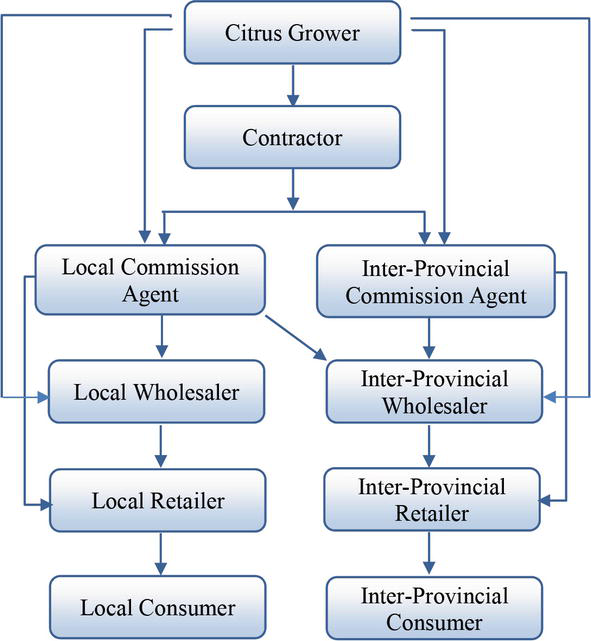 Citrus Grower
Contractor
Local Commission
Agent
Inter-Provincial
Commission Agent
Local Wholesaler
Inter-Provincial
Wholesaler
Local Retailer
Inter-Provincial
Retailer
Local Consumer
Inter-Provincial
Consumer